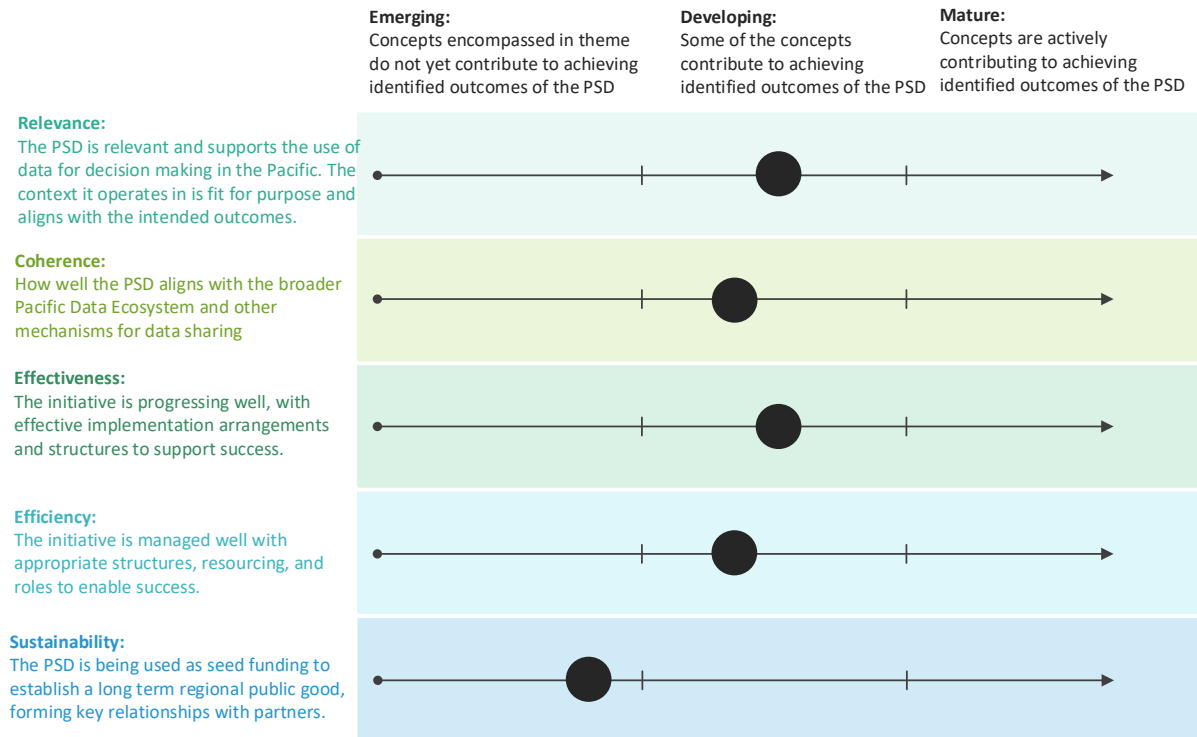 Emerging:
Concepts encompassed in theme
do not yet contribute to achieving
identified outcomes of the PSD
Developing:
Some of the concepts
contribute to achieving
identified outcomes of the PSD
Mature:
Concepts are actively
contributing to achieving
identified outcomes of the PSD
Relevance:
The PSD is relevant and supports the use of
data for decision making in the Pacific. The
context it operates in is fit for purpose and
aligns with the intended outcomes.
Coherence:
How well the PSD aligns with the broader
Pacific Data Ecosystem and other
mechanisms for data sharing
Effectiveness:
The initiative is progressing well, with
effective implementation arrangements
and structures to support success.
Efficiency:
The initiative is managed well with
appropriate structures, resourcing, and
roles to enable success.
Sustainability:
The PSD is being used as seed funding to
establish a long term regional public good,
forming key relationships with partners.